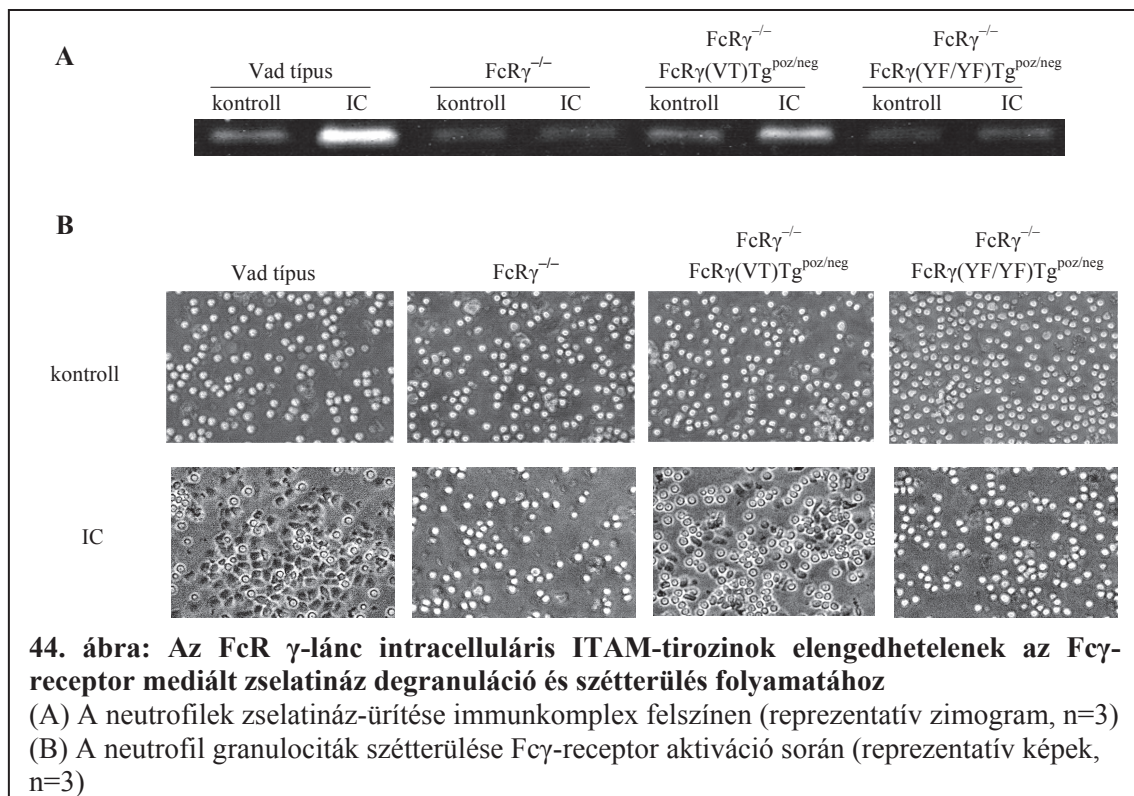 A
FcRγ–/– FcRγ–/–
Vad típus FcRγ–/– FcRγ(VT)Tgpoz/neg FcRγ(YF/YF)Tgpoz/neg
kontroll IC kontroll IC kontroll IC kontroll IC
B
FcRγ–/– FcRγ–/–
Vad típus FcRγ–/– FcRγ(VT)Tgpoz/neg FcRγ(YF/YF)Tgpoz/neg
kontroll
IC
44. ábra: Az FcR γ-lánc intracelluláris ITAM-tirozinok elengedhetelenek az Fcγ-
receptor mediált zselatináz degranuláció és szétterülés folyamatához
(A) A neutrofilek zselatináz-ürítése immunkomplex felszínen (reprezentatív zimogram, n=3)
(B) A neutrofil granulociták szétterülése Fcγ-receptor aktiváció során (reprezentatív képek,
n=3)